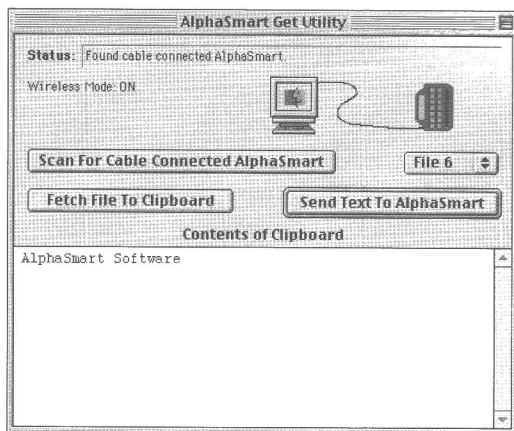 AlphaSmart Get Utility
Status: Found cable connected AlphaSmart.
Wireless Mode: ON
Scan For Cable Connected AlphaSmart
File 6
Fetch File To Clipboard
Send Text To AlphaSmart
Contents of Clipboard
AlphaSmart Software